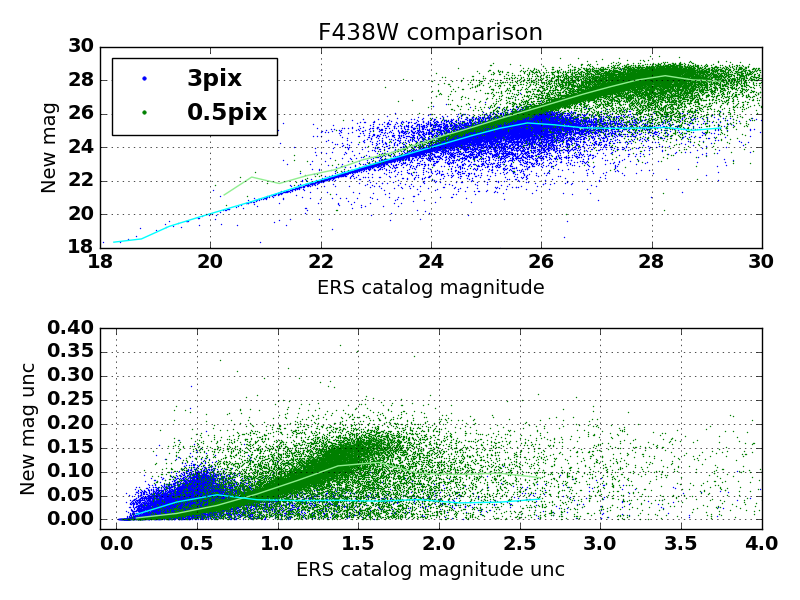 F438W comparison
30
28
26
24
22
20
18
New mag
3pix
0.5pix
18 20 22 24 26 28 30
ERS catalog magnitude
0.40
0.35
0.30
0.25
0.20
0.15
0.10
0.05
0.00
New mag unc
0.0 0.5 1.0 1.5 2.0 2.5 3.0 3.5 4.0
ERS catalog magnitude unc